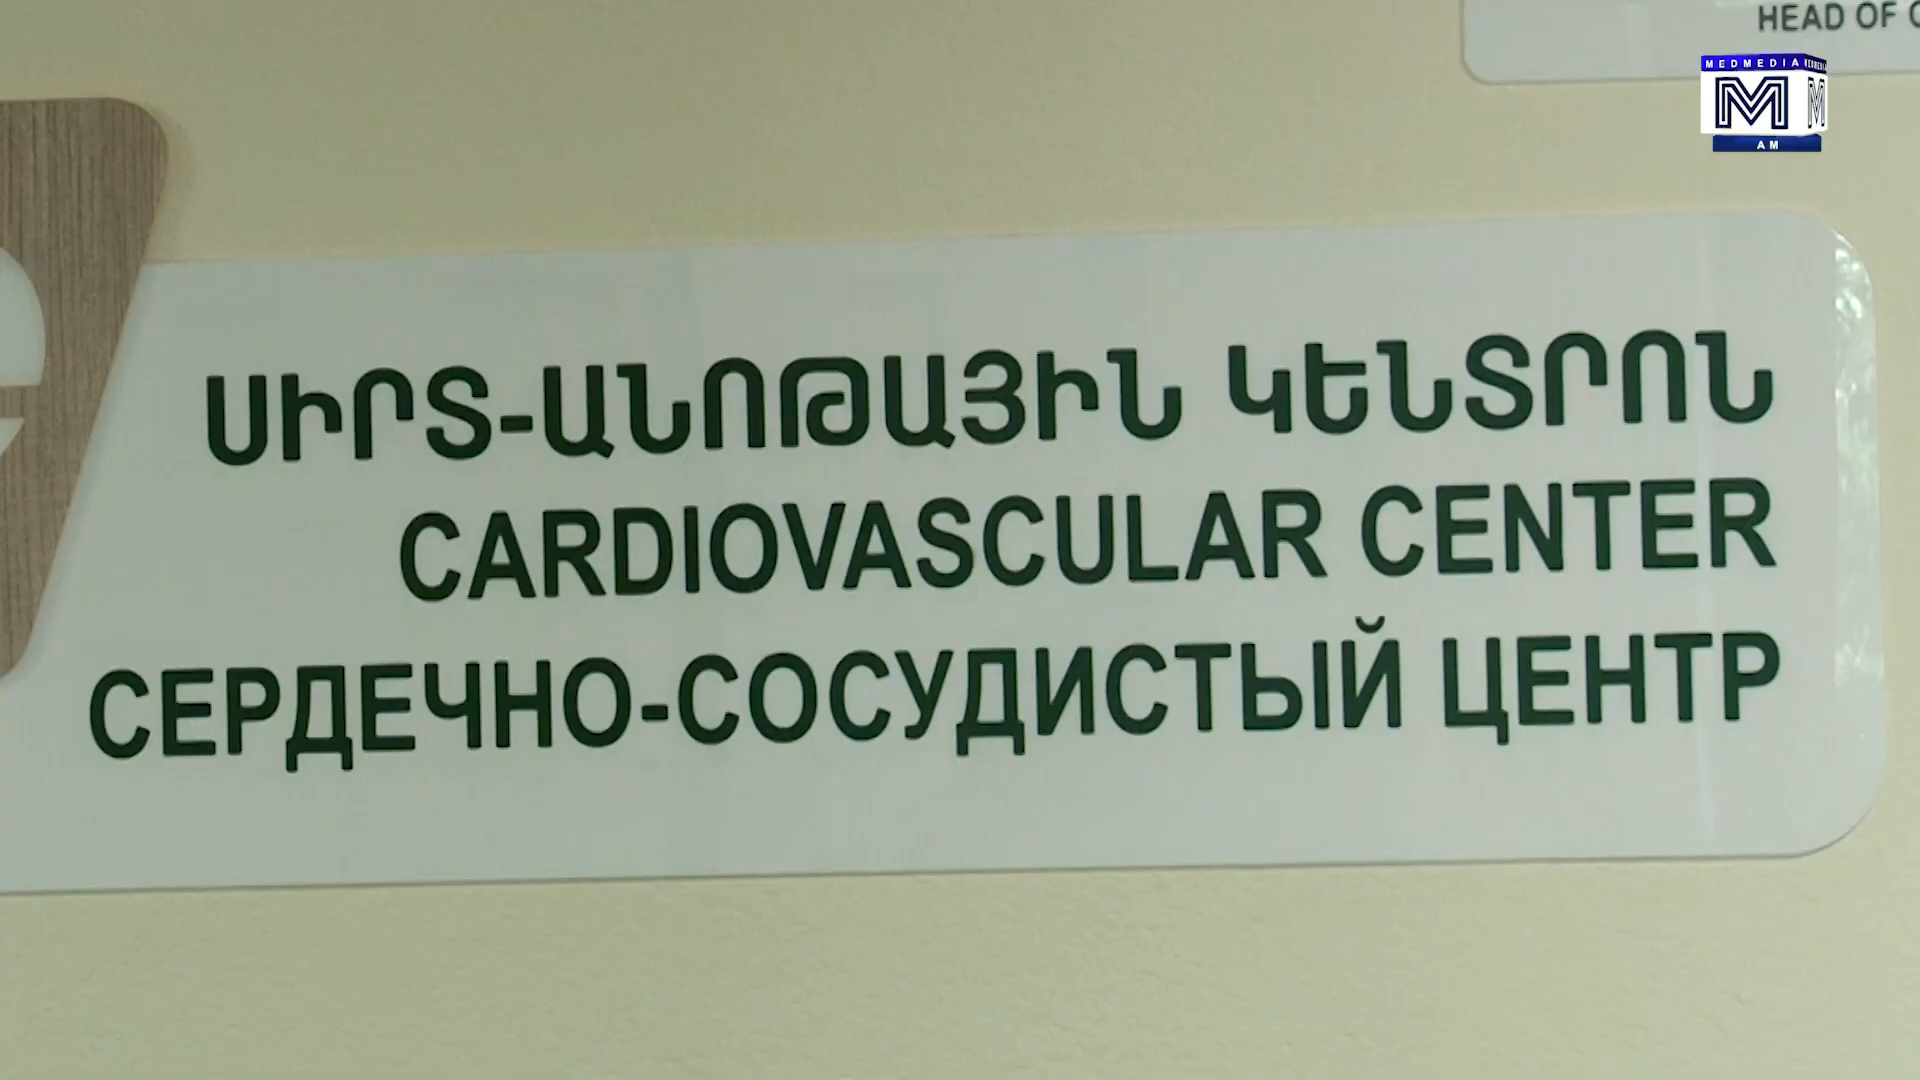 HEAD OF
MEDMEDIA
M
AM
ՍԻՐՏ-ԱՆՈԹԱՅԻՆ ԿԵՆՏՐՈՆ
CARDIOVASCULAR CENTER
СЕРДЕЧНО-СОСУДИСТЫЙ ЦЕНТР